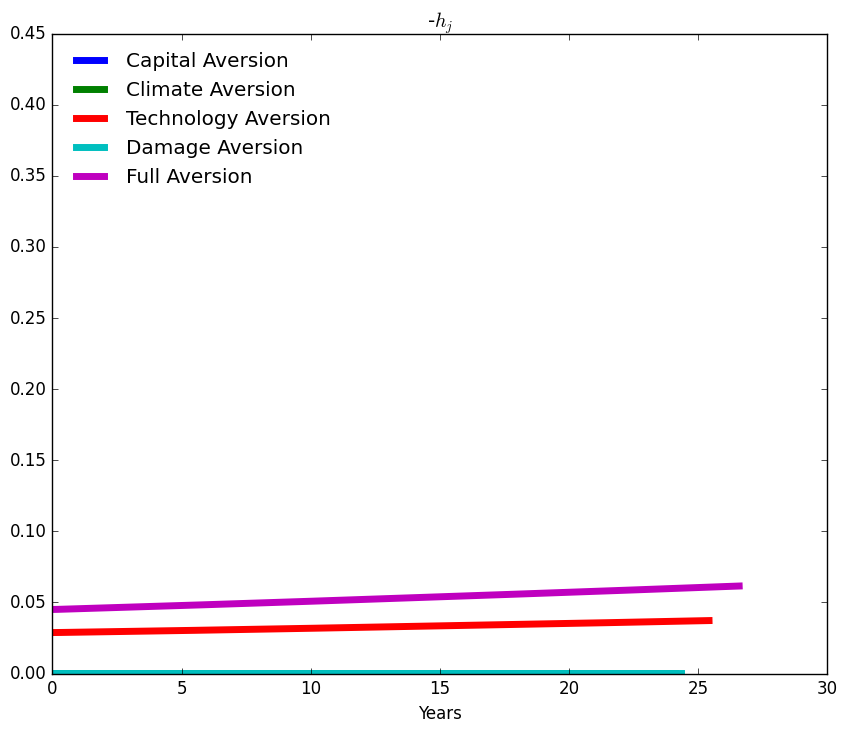 -h_j
0.45
Capital Aversion
Climate Aversion
0.40
Technology Aversion
Damage Aversion
0.35
Full Aversion
0.30
0.25
0.20
0.15
0.10
0.05
0.00
0 5 10 15 20 25 30
Years